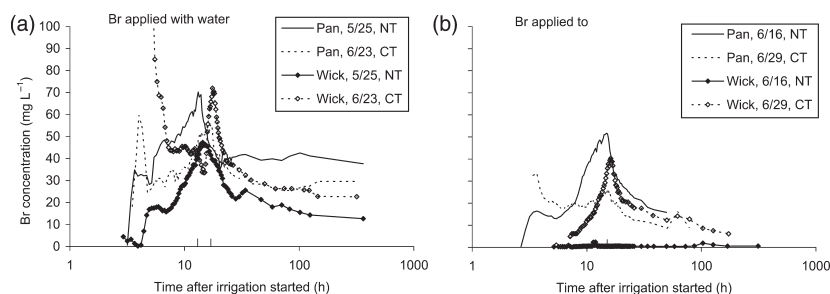 (a)
Br applied with water
Br concentration (mg L⁻¹)
100
90
80
70
60
50
40
30
20
10
0
Pan, 5/25, NT
Pan, 6/23, CT
Wick, 5/25, NT
Wick, 6/23, CT
1
10
100
1000
Time after irrigation started (h)
(b)
Br applied to
Pan, 6/16, NT
Pan, 6/29, CT
Wick, 6/16, NT
Wick, 6/29, CT
1
10
100
1000
Time after irrigation started (h)